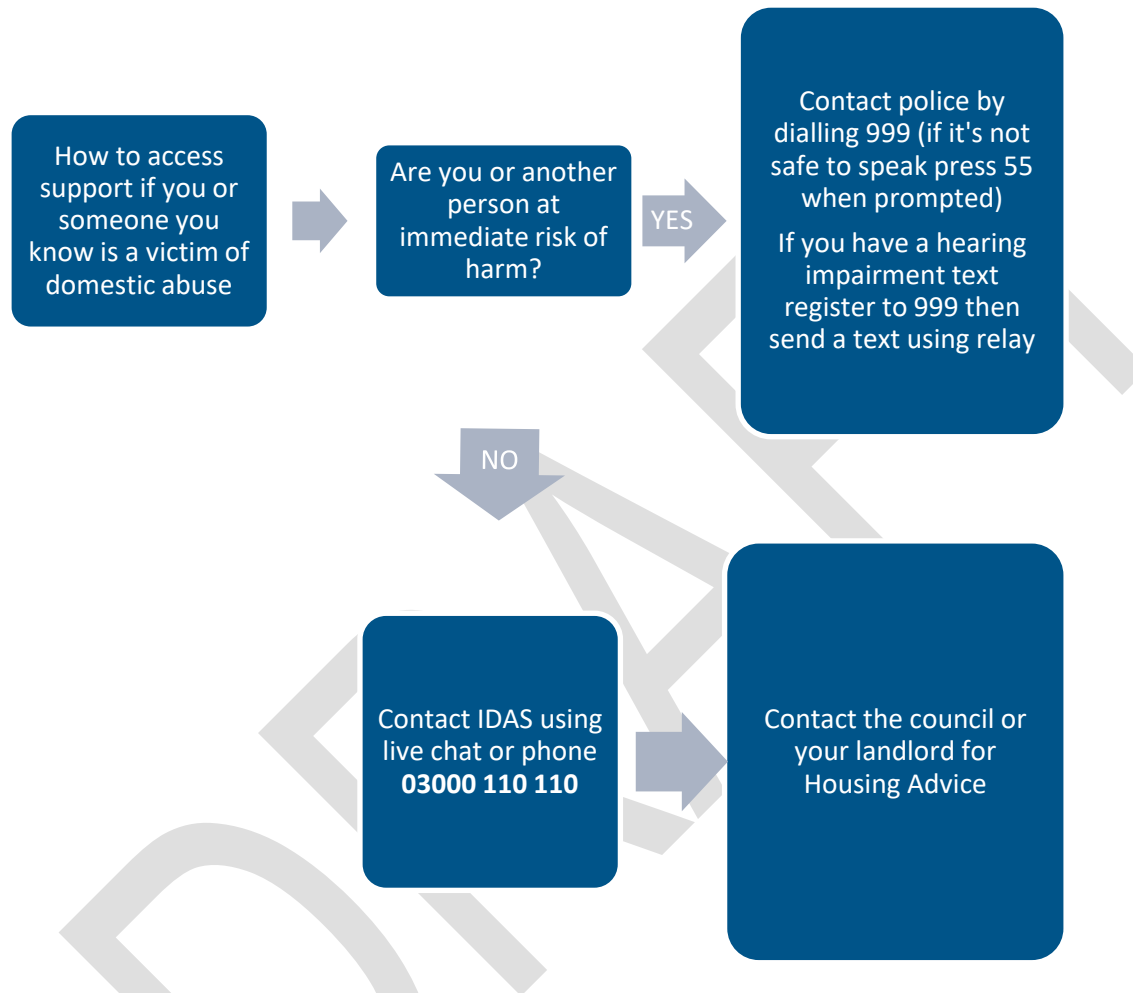 How to access
support if you or
someone you
know is a victim of
domestic abuse
Are you or another
person at
immediate risk of
harm?
YES
Contact police by
dialling 999 (if it's not
safe to speak press 55
when prompted)
If you have a hearing
impairment text
register to 999 then
send a text using relay
NO
Contact IDAS using
live chat or phone
03000 110 110
Contact the council or
your landlord for
Housing Advice